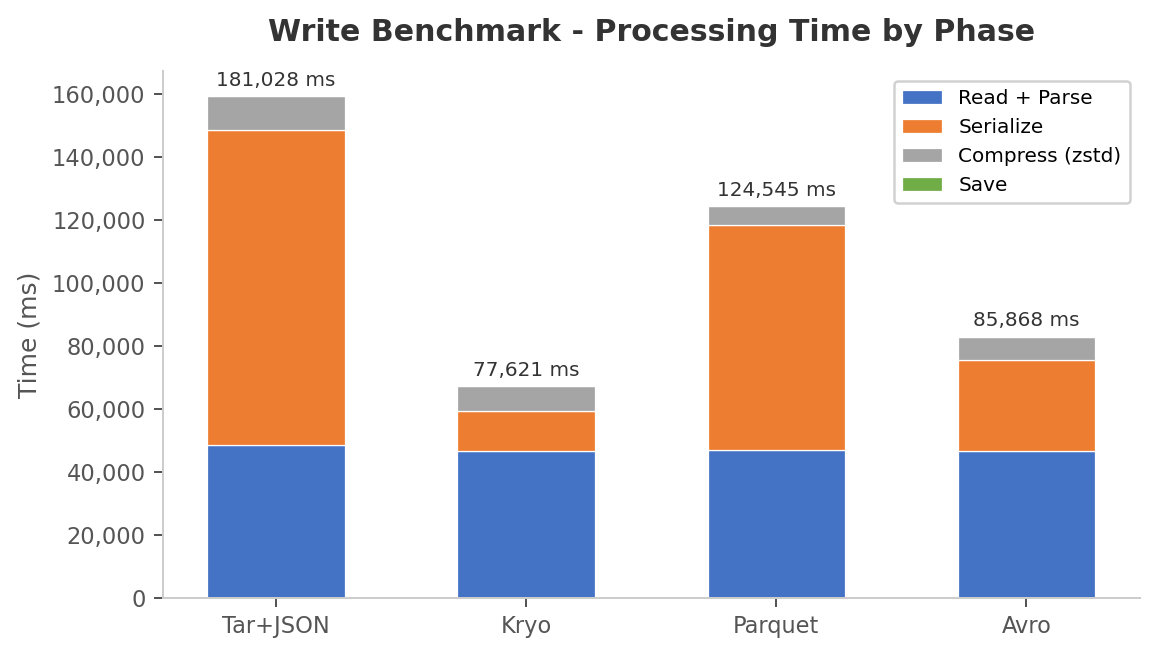 Write Benchmark - Processing Time by Phase
181,028 ms
160,000
140,000
120,000
100,000
80,000
60,000
40,000
20,000
0
Time (ms)
77,621 ms
124,545 ms
85,868 ms
Read + Parse
Serialize
Compress (zstd)
Save
Tar+JSON
Kryo
Parquet
Avro